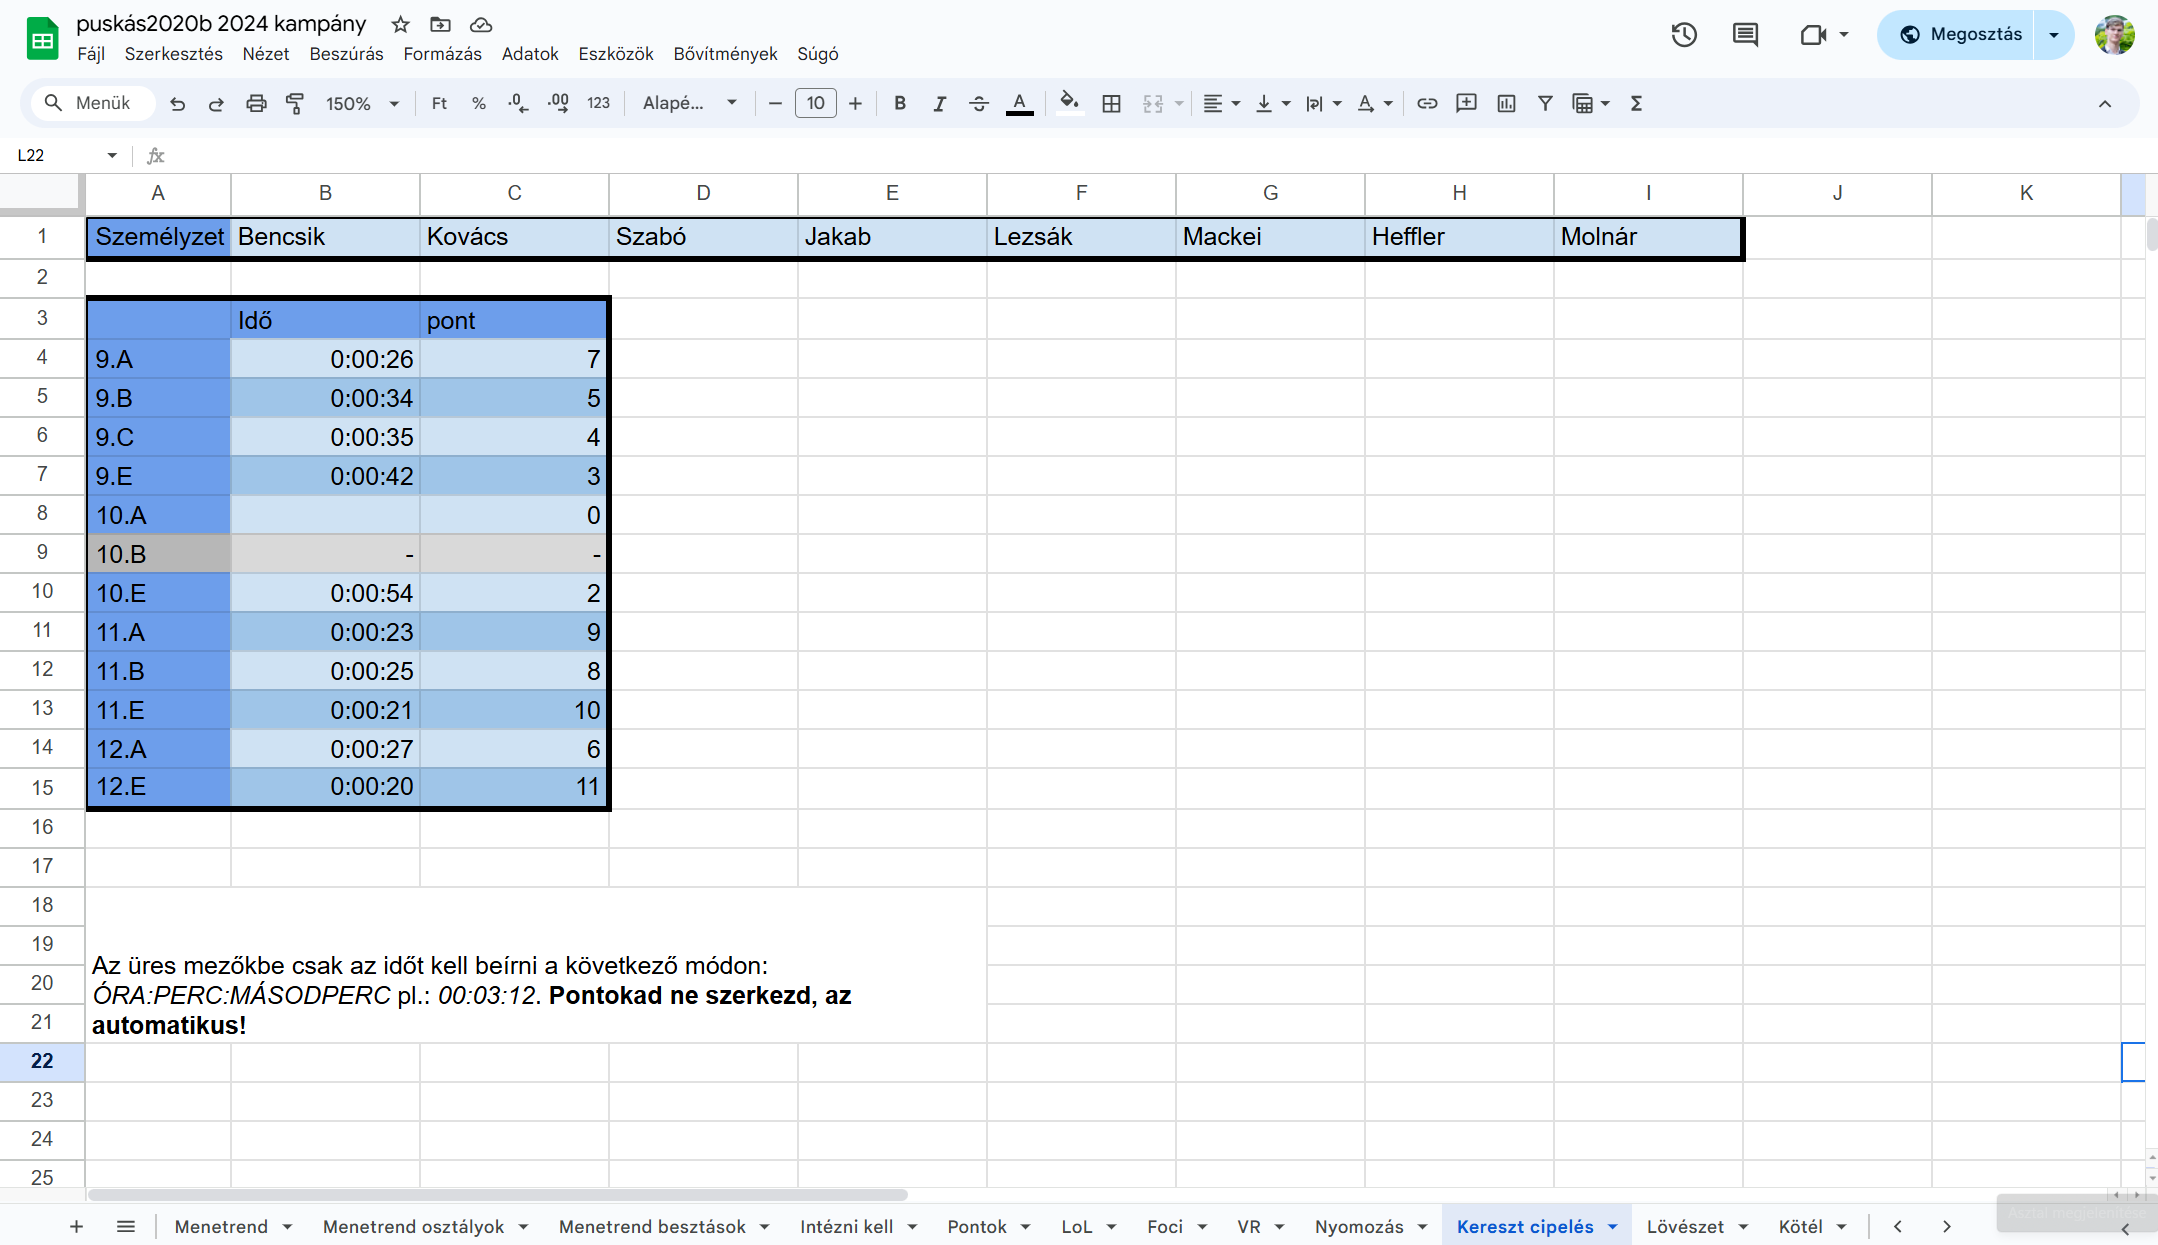 puskás2020b 2024 kampány
Fájl Szerkesztés Nézet Beszúrás Formázás Adatok Eszközök Bővítmények Súgó
Megosztás
Menük 150% Ft % .0 .00 123 Alapé... 10 B I A
L22 fx
A B C D E F G H I J K
1 Személyzet Bencsik Kovács Szabó Jakab Lezsák Mackei Heffler Molnár
2
3 Idő pont
4 9.A 0:00:26 7
5 9.B 0:00:34 5
6 9.C 0:00:35 4
7 9.E 0:00:42 3
8 10.A 0
9 10.B - -
10 10.E 0:00:54 2
11 11.A 0:00:23 9
12 11.B 0:00:25 8
13 11.E 0:00:21 10
14 12.A 0:00:27 6
15 12.E 0:00:20 11
16
17
18
19
Az üres mezőkbe csak az időt kell beírni a következő módon:
20
ÓRA:PERC:MÁSODPERC pl.: 00:03:12. Pontokad ne szerkezd, az
21
automatikus!
22
23
24
25
Menetrend Menetrend osztályok Menetrend besztások Intézni kell Pontok LoL Foci VR Nyomozás Kereszt cipelés Lövészet Kötél
Asztal megjelenítése